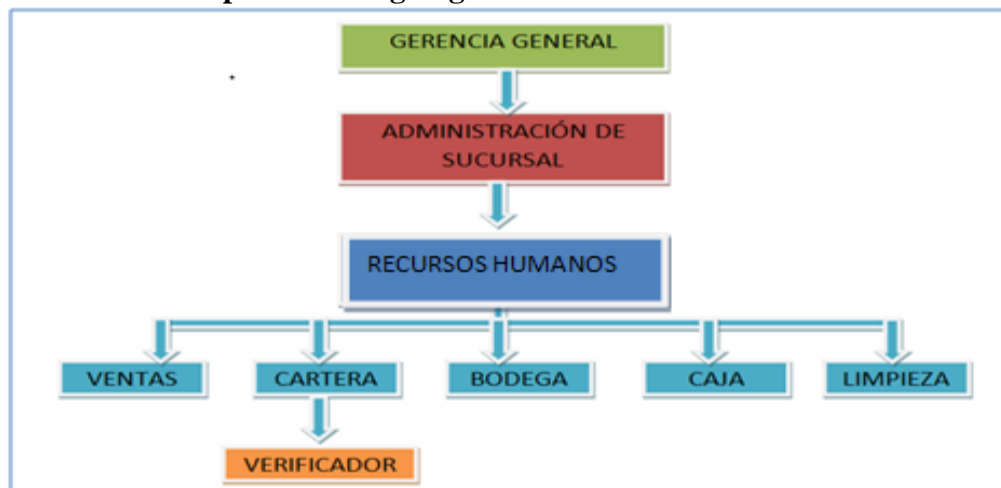 GERENCIA GENERAL
ADMINISTRACIÓN DE
SUCURSAL
RECURSOS HUMANOS
VENTAS CARTERA BODEGA CAJA LIMPIEZA
VERIFICADOR